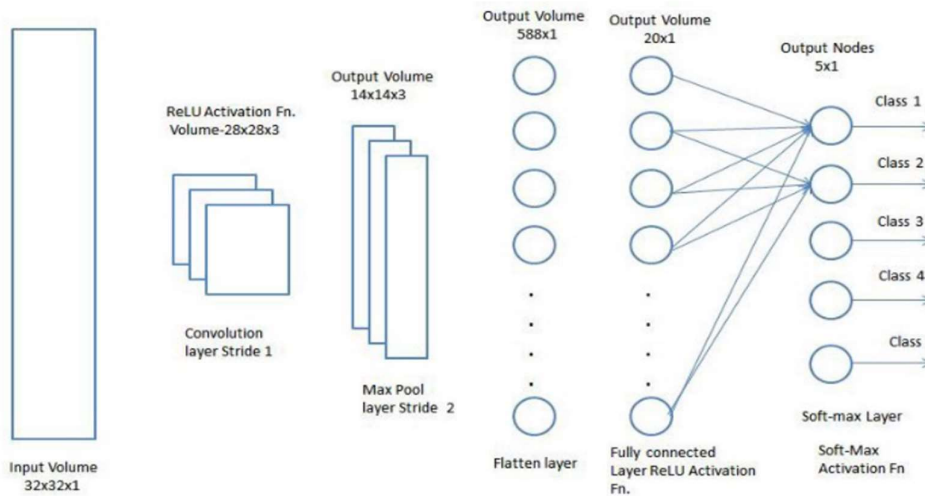 Output Volume
588x1
Output Volume
20x1
Output Nodes
5x1
Output Volume
14x14x3
ReLU Activation Fn.
Volume-28x28x3
Class 1
Class 2
Class 3
Class 4
Class
Convolution
layer Stride 1
Max Pool
layer Stride 2
Soft-max Layer
Input Volume
32x32x1
Flatten layer
Fully connected
Layer ReLU Activation
Fn.
Soft-Max
Activation Fn